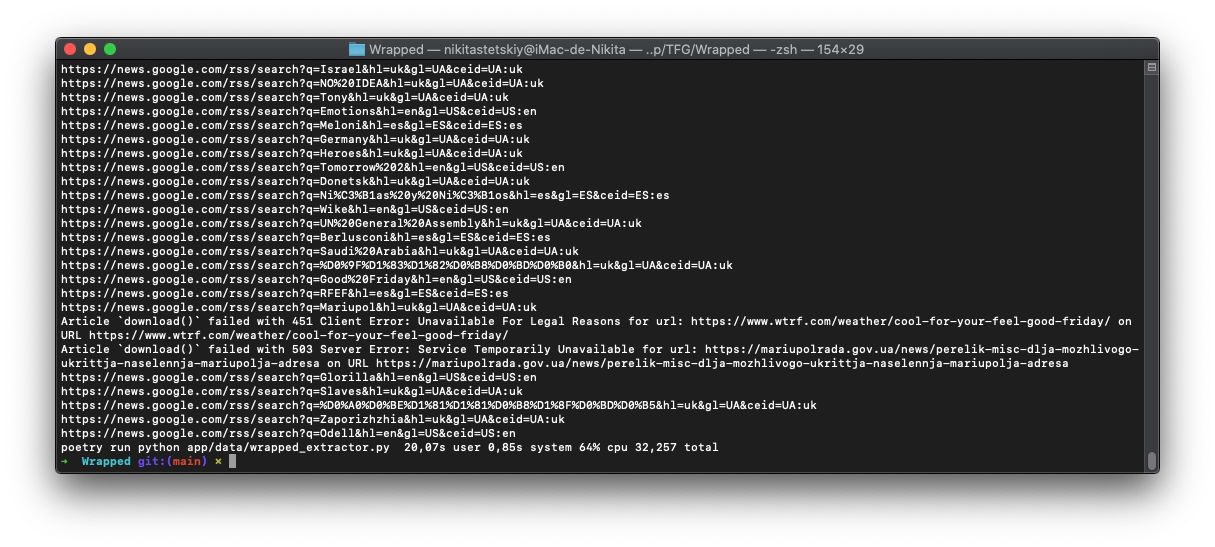 Wrapped — nikitastetskiy@iMac-de-Nikita — ..p/TFG/Wrapped — -zsh — 154×29
https://news.google.com/rss/search?q=Israel&hl=uk&gl=UA&ceid=UA:uk
https://news.google.com/rss/search?q=NO%20IDEA&hl=uk&gl=UA&ceid=UA:uk
https://news.google.com/rss/search?q=Tony&hl=uk&gl=UA&ceid=UA:uk
https://news.google.com/rss/search?q=Emotions&hl=en&gl=US&ceid=US:en
https://news.google.com/rss/search?q=Meloni&hl=es&gl=ES&ceid=ES:es
https://news.google.com/rss/search?q=Germany&hl=uk&gl=UA&ceid=UA:uk
https://news.google.com/rss/search?q=Heroes&hl=uk&gl=UA&ceid=UA:uk
https://news.google.com/rss/search?q=Tomorrow%202&hl=en&gl=US&ceid=US:en
https://news.google.com/rss/search?q=Donetsk&hl=uk&gl=UA&ceid=UA:uk
https://news.google.com/rss/search?q=Ni%C3%B1as%20y%20Ni%C3%B1os&hl=es&gl=ES&ceid=ES:es
https://news.google.com/rss/search?q=Wike&hl=en&gl=US&ceid=US:en
https://news.google.com/rss/search?q=UN%20General%20Assembly&hl=uk&gl=UA&ceid=UA:uk
https://news.google.com/rss/search?q=Berlusconi&hl=es&gl=ES&ceid=ES:es
https://news.google.com/rss/search?q=Saudi%20Arabia&hl=uk&gl=UA&ceid=UA:uk
https://news.google.com/rss/search?q=%D0%9F%D1%83%D1%82%D0%B8%D0%BD%D0%B0&hl=uk&gl=UA&ceid=UA:uk
https://news.google.com/rss/search?q=Good%20Friday&hl=en&gl=US&ceid=US:en
https://news.google.com/rss/search?q=RFEF&hl=es&gl=ES&ceid=ES:es
https://news.google.com/rss/search?q=Mariupol&hl=uk&gl=UA&ceid=UA:uk
Article `download()` failed with 451 Client Error: Unavailable For Legal Reasons for url: https://www.wtrf.com/weather/cool-for-your-feel-good-friday/ on
URL https://www.wtrf.com/weather/cool-for-your-feel-good-friday/
Article `download()` failed with 503 Server Error: Service Temporarily Unavailable for url: https://mariupolrada.gov.ua/news/perelik-misc-dlja-mozhlivogo-
ukrittja-naselennja-mariupolja-adresa on URL https://mariupolrada.gov.ua/news/perelik-misc-dlja-mozhlivogo-ukrittja-naselennja-mariupolja-adresa
https://news.google.com/rss/search?q=Glorilla&hl=en&gl=US&ceid=US:en
https://news.google.com/rss/search?q=Slaves&hl=uk&gl=UA&ceid=UA:uk
https://news.google.com/rss/search?q=%D0%A0%D0%BE%D1%81%D1%81%D0%B8%D1%8F%D0%BD%D0%B5&hl=uk&gl=UA&ceid=UA:uk
https://news.google.com/rss/search?q=Zaporizhzhia&hl=uk&gl=UA&ceid=UA:uk
https://news.google.com/rss/search?q=Odell&hl=en&gl=US&ceid=US:en
poetry run python app/data/wrapped_extractor.py  20,07s user 0,85s system 64% cpu 32,257 total
➜  Wrapped git:(main) ✗